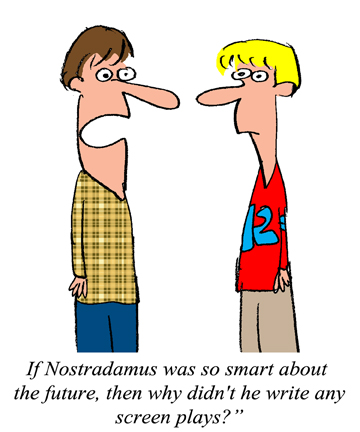 12
If Nostradamus was so smart about
the future, then why didn't he write any
screen plays?”